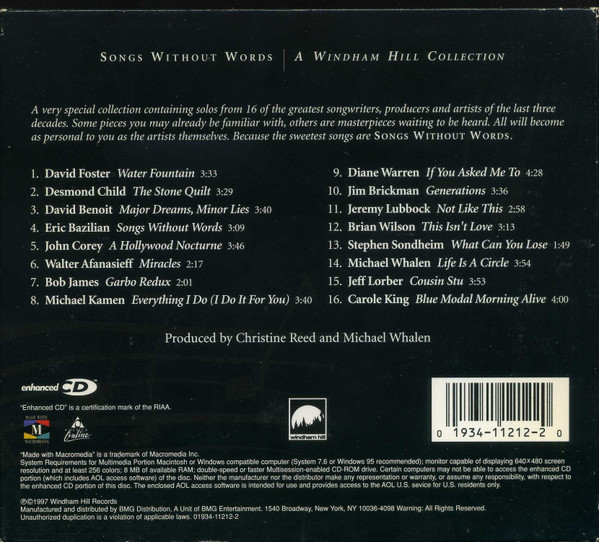 SONGS WITHOUT WORDS | A WINDHAM HILL COLLECTION
A very special collection containing solos from 16 of the greatest songwriters, producers and artists of the last three
decades. Some pieces you may already be familiar with, others are masterpieces waiting to be heard. All will become
as personal to you as the artists themselves. Because the sweetest songs are SONGS WITHOUT WORDS.
1. David Foster Water Fountain 3:33
2. Desmond Child The Stone Quilt 3:29
3. David Benoit Major Dreams, Minor Lies 3:40
4. Eric Bazilian Songs Without Words 3:09
5. John Corey A Hollywood Nocturne 3:46
6. Walter Afanasieff Miracles 2:17
7. Bob James Garbo Redux 2:01
8. Michael Kamen Everything I Do (I Do It For You) 3:40
9. Diane Warren If You Asked Me To 4:28
10. Jim Brickman Generations 3:36
11. Jeremy Lubbock Not Like This 2:58
12. Brian Wilson This Isn't Love 3:13
13. Stephen Sondheim What Can You Lose 1:49
14. Michael Whalen Life Is A Circle 3:54
15. Jeff Lorber Cousin Stu 3:53
16. Carole King Blue Modal Morning Alive 4:00
Produced by Christine Reed and Michael Whalen
enhanced CD
"Enhanced CD" is a certification mark of the RIAA.
MADE WITH
M
MACROMEDIA
windham hill
0 1934-11212-2 0
"Made with Macromedia" is a trademark of Macromedia Inc.
System Requirements for Multimedia Portion Macintosh or Windows compatible computer (System 7.6 or Windows 95 recommended); monitor capable of displaying 640×480 screen
resolution and at least 256 colors; 8 MB of available RAM; double-speed or faster Multisession-enabled CD-ROM drive. Certain computers may not be able to access the enhanced CD
portion (which includes AOL access software) of this disc. Neither the manufacturer nor the distributor make any representation or warranty, or assume any responsibility, with respect to
the enhanced CD portion of this disc. The enclosed AOL access software is intended for use and provides access to the AOL U.S. sevice for U.S. residents only.
℗©1997 Windham Hill Records
Manufactured and distributed by BMG Distribution, A Unit of BMG Entertainment. 1540 Broadway, New York, NY 10036-4098 Warning: All Rights Reserved.
Unauthorized duplication is a violation of applicable laws. 01934-11212-2